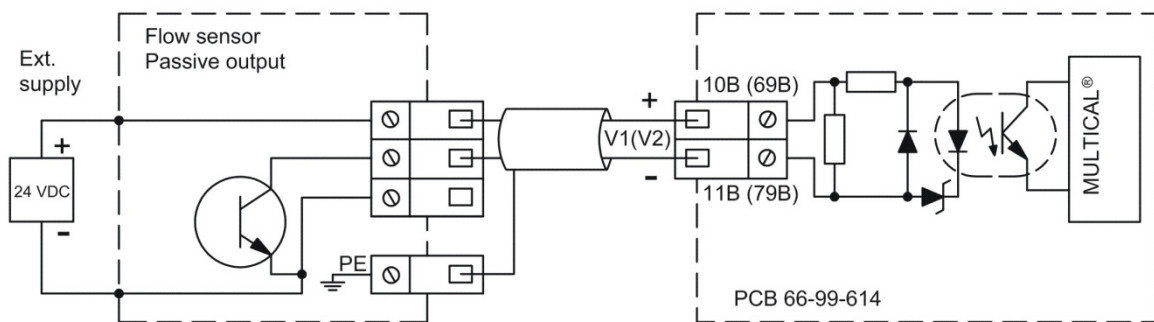 Ext.
supply
+
24 VDC
-
Flow sensor
Passive output
PE
+
V1(V2)
-
10B (69B)
11B (79B)
MULTICAL®
PCB 66-99-614